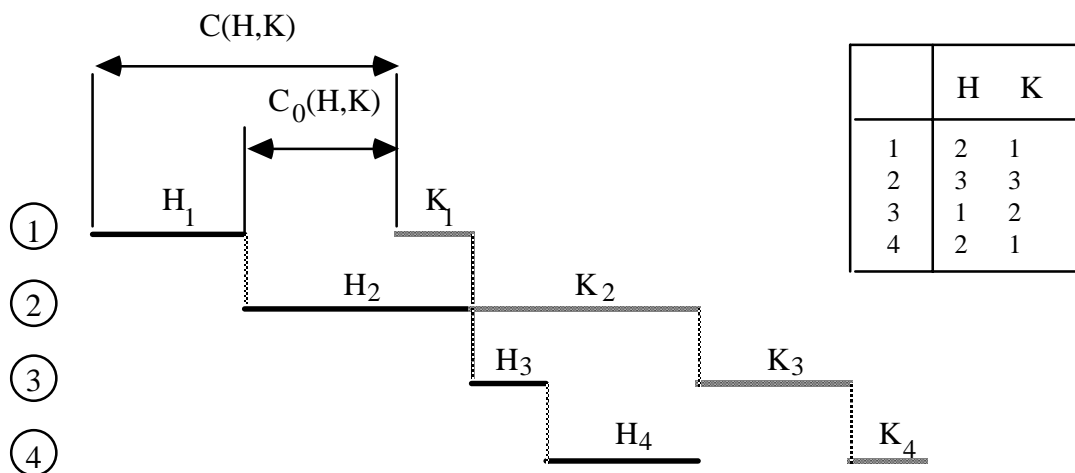 C(H,K)
C0(H,K)
H K
1 2 1
2 3 3
3 1 2
4 2 1
1 H1 K1
2 H2 K2
3 H3 K3
4 H4 K4